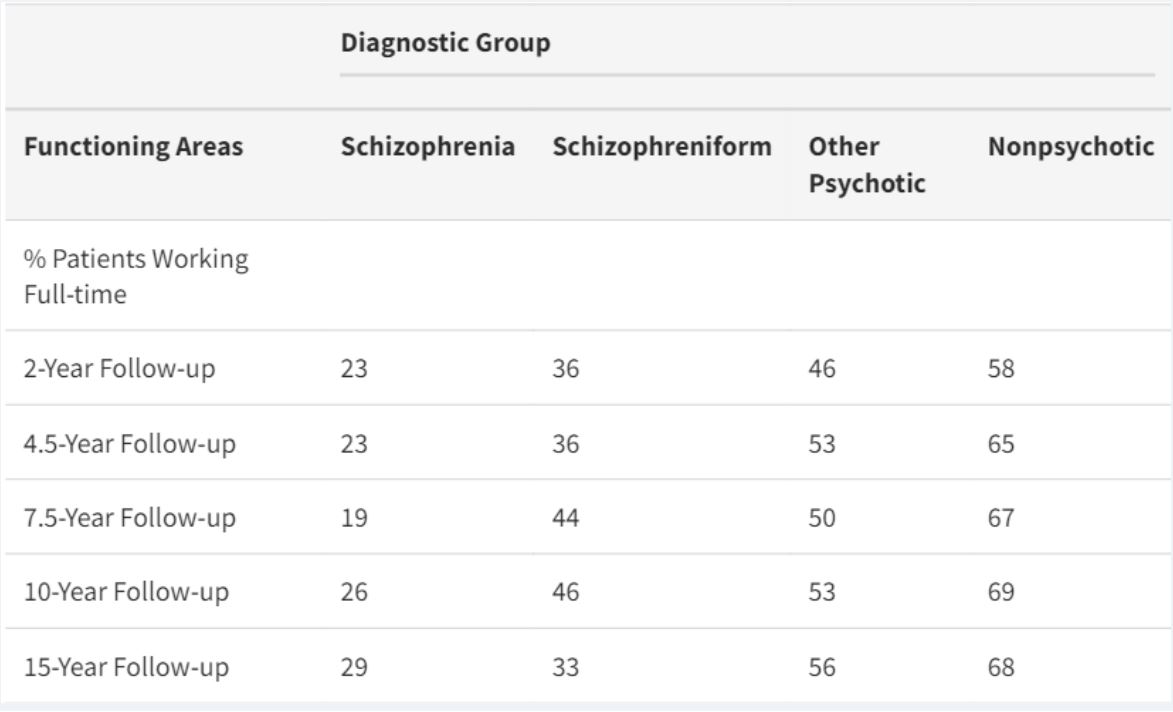 Diagnostic Group
Functioning Areas Schizophrenia Schizophreniform Other Psychotic Nonpsychotic
% Patients Working
Full-time
2-Year Follow-up 23 36 46 58
4.5-Year Follow-up 23 36 53 65
7.5-Year Follow-up 19 44 50 67
10-Year Follow-up 26 46 53 69
15-Year Follow-up 29 33 56 68